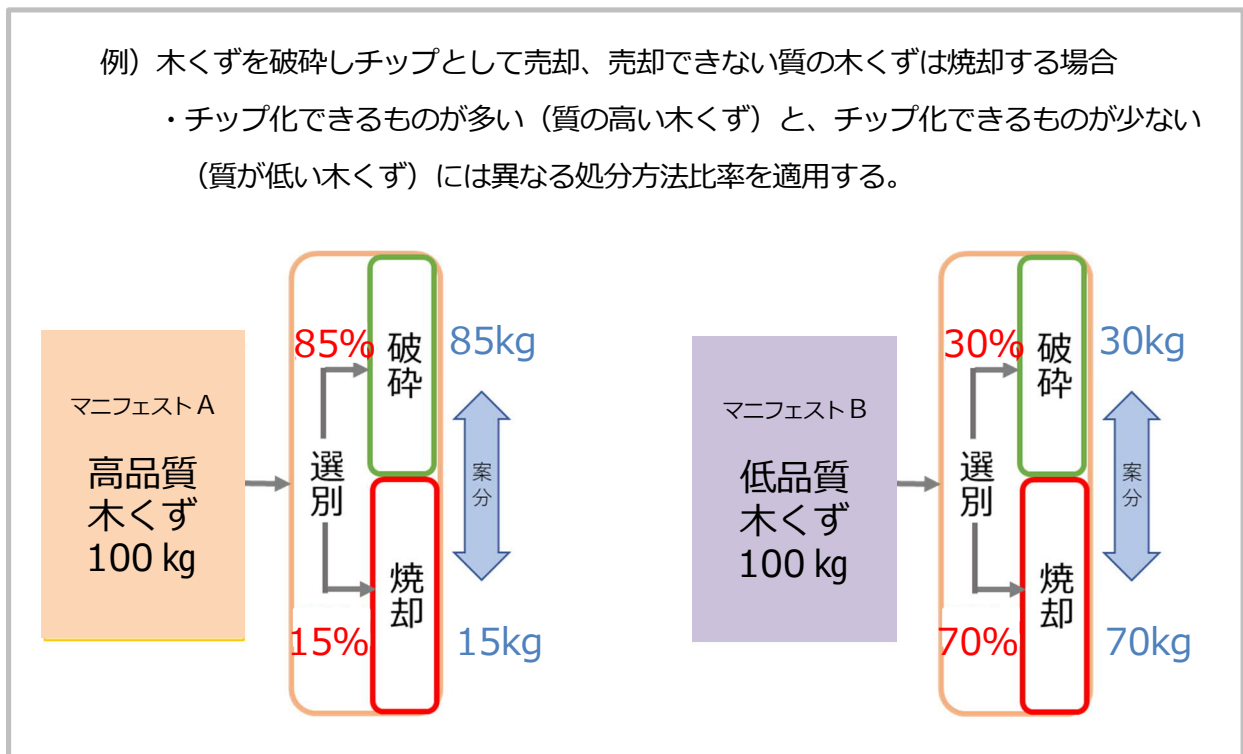 例）木くずを破砕しチップとして売却、売却できない質の木くずは焼却する場合
・チップ化できるものが多い（質の高い木くず）と、チップ化できるものが少ない
（質が低い木くず）には異なる処分方法比率を適用する。
マニフェストA
高品質
木くず
100 kg
選別
85%
破砕
85kg
案分
15%
焼却
15kg
マニフェストB
低品質
木くず
100 kg
選別
30%
破砕
30kg
案分
70%
焼却
70kg